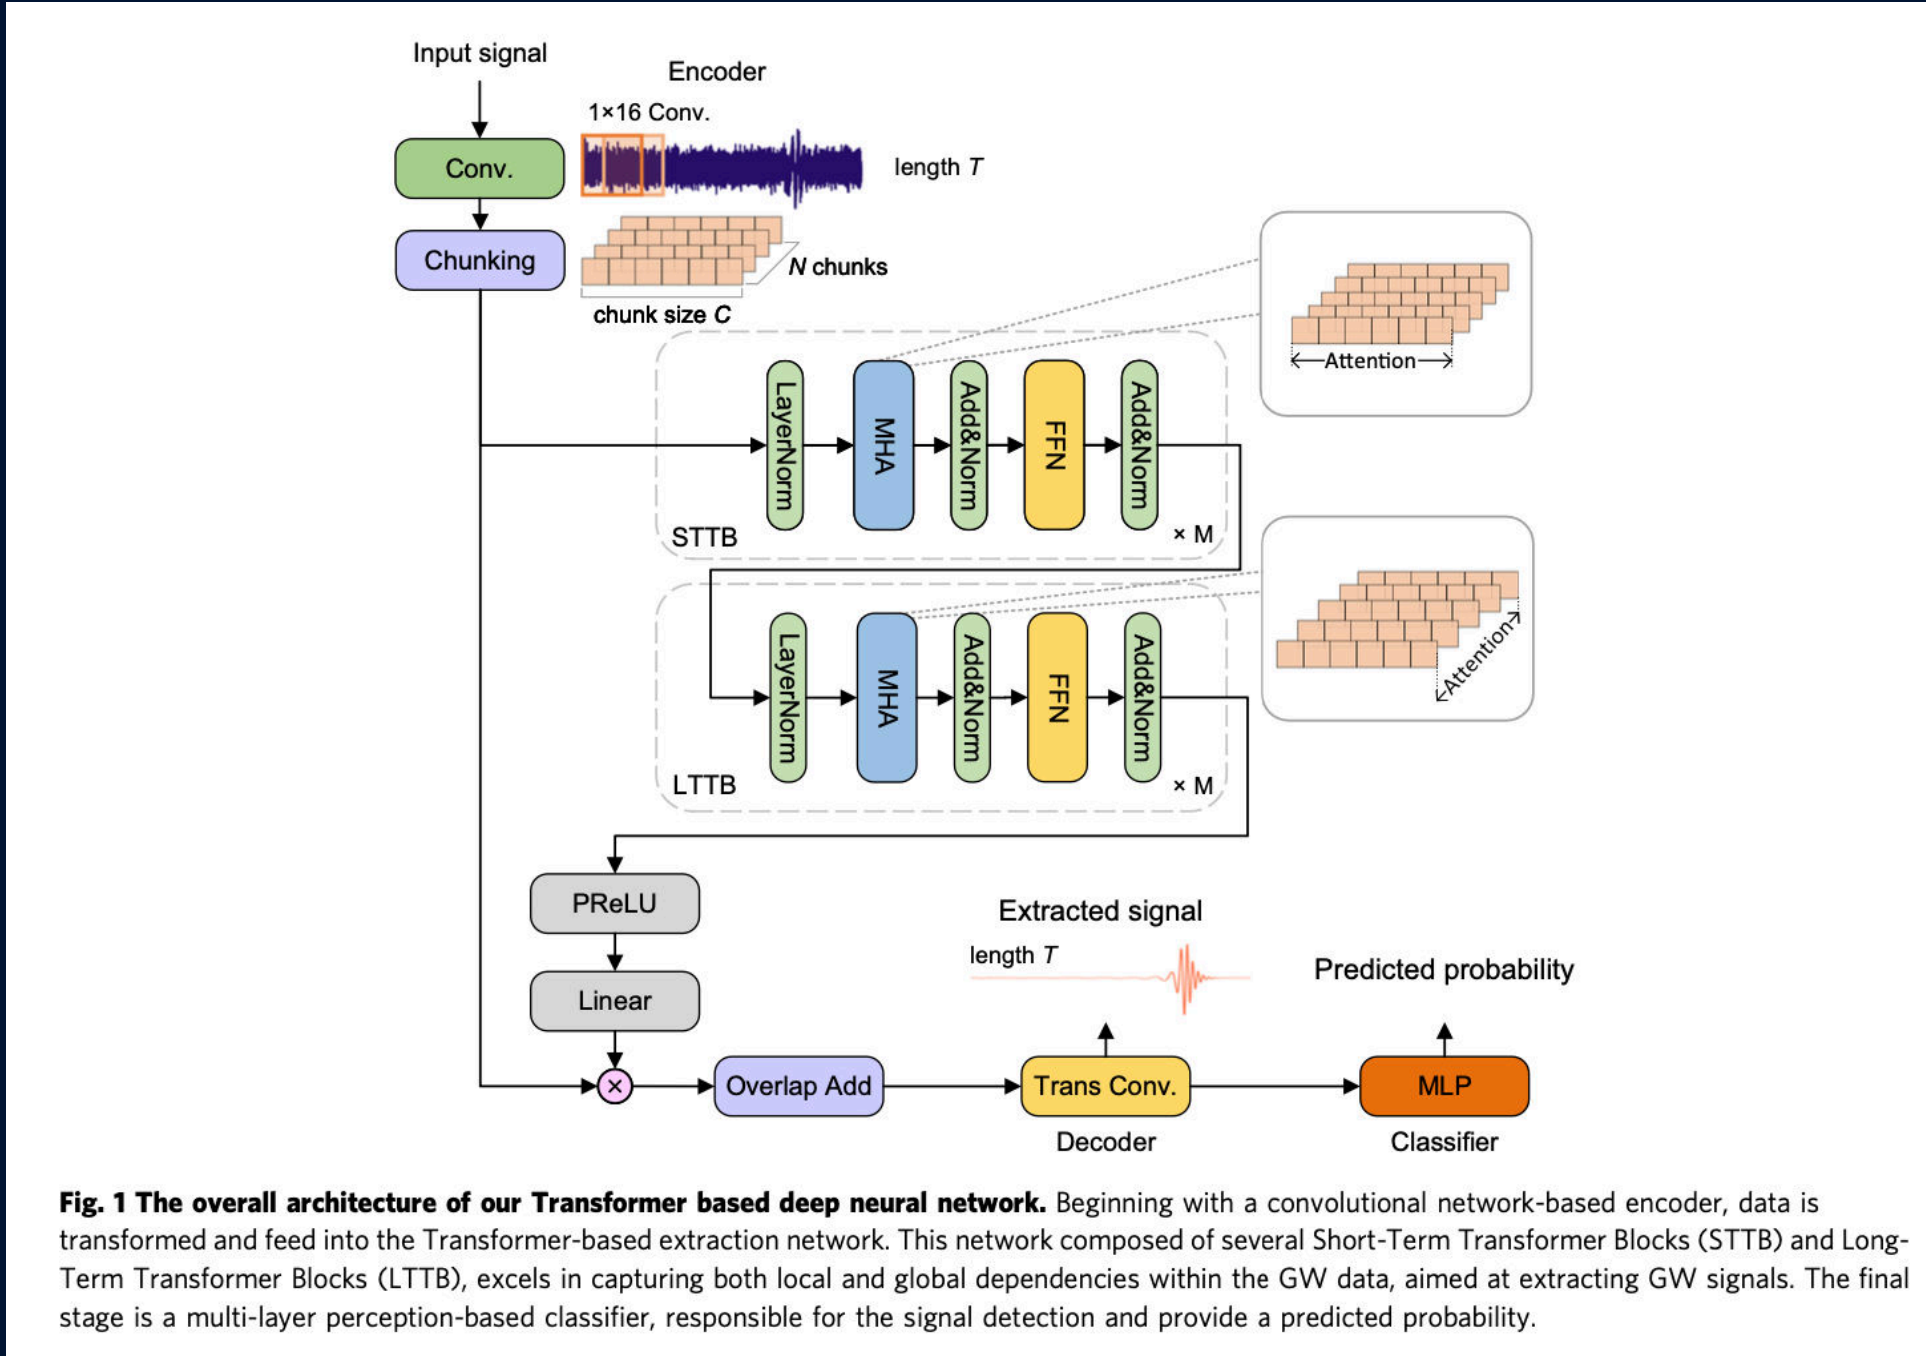 Input signal
Encoder
1×16 Conv.
Conv.
length T
Chunking
N chunks
chunk size C
Attention
LayerNorm
MHA
Add&Norm
FFN
Add&Norm
STTB
× M
LayerNorm
MHA
Add&Norm
FFN
Add&Norm
Attention
LTTB
× M
PReLU
Extracted signal
length T
Predicted probability
Linear
×
Overlap Add
Trans Conv.
MLP
Decoder
Classifier
Fig. 1 The overall architecture of our Transformer based deep neural network. Beginning with a convolutional network-based encoder, data is
transformed and feed into the Transformer-based extraction network. This network composed of several Short-Term Transformer Blocks (STTB) and Long-
Term Transformer Blocks (LTTB), excels in capturing both local and global dependencies within the GW data, aimed at extracting GW signals. The final
stage is a multi-layer perception-based classifier, responsible for the signal detection and provide a predicted probability.